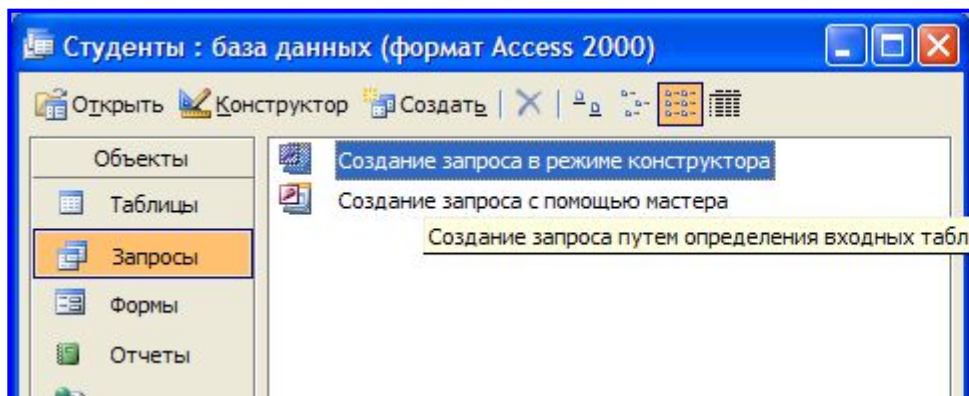 Студенты : база данных (формат Access 2000)
Открыть Конструктор Создать
Объекты
Таблицы
Запросы
Формы
Отчеты
Создание запроса в режиме конструктора
Создание запроса с помощью мастера
Создание запроса путем определения входных табл